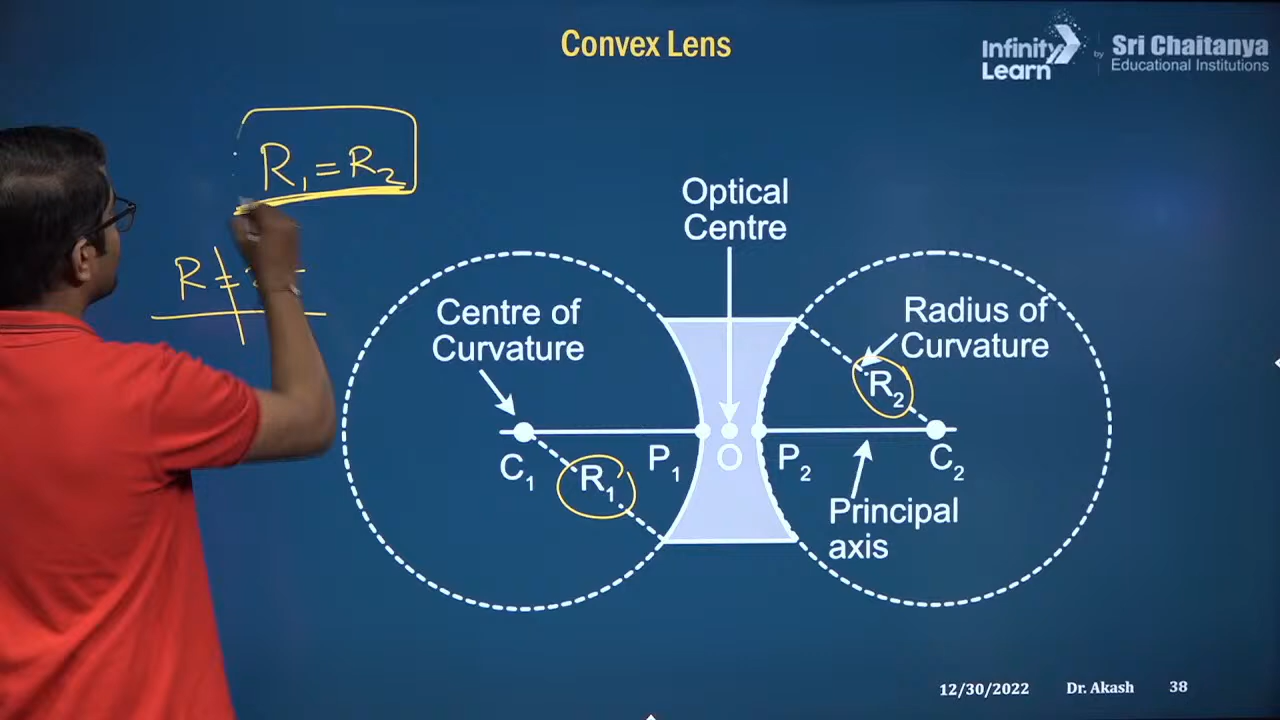 Convex Lens
Infinity Learn by Sri Chaitanya Educational Institutions
R₁ = R₂
Optical
Centre
Centre of
Curvature
Radius of
Curvature
R₂
C₁
R₁
P₁
O
P₂
C₂
Principal
axis
12/30/2022 Dr. Akash 38